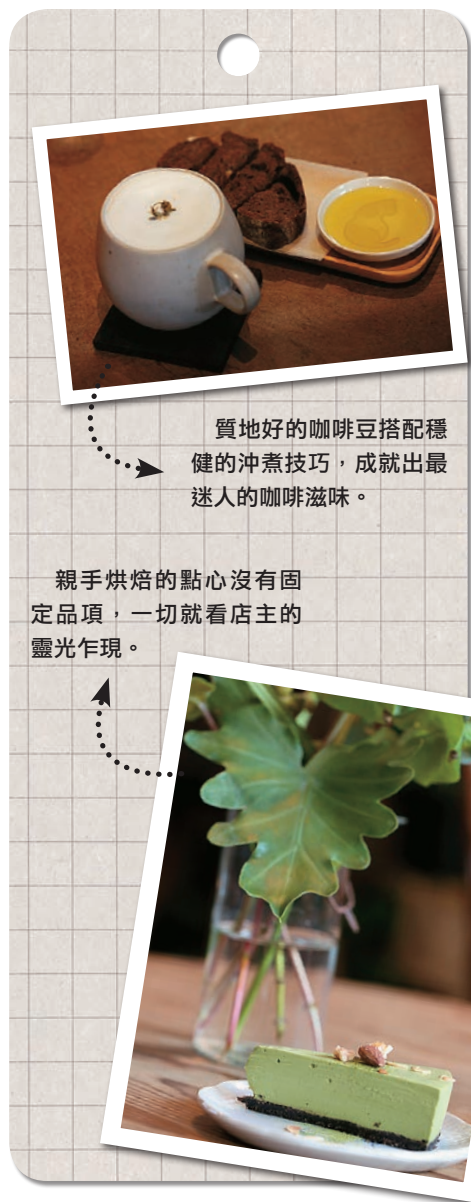 質地好的咖啡豆搭配穩
健的沖煮技巧，成就出最
迷人的咖啡滋味。
親手烘焙的點心沒有固
定品項，一切就看店主的
靈光乍現。